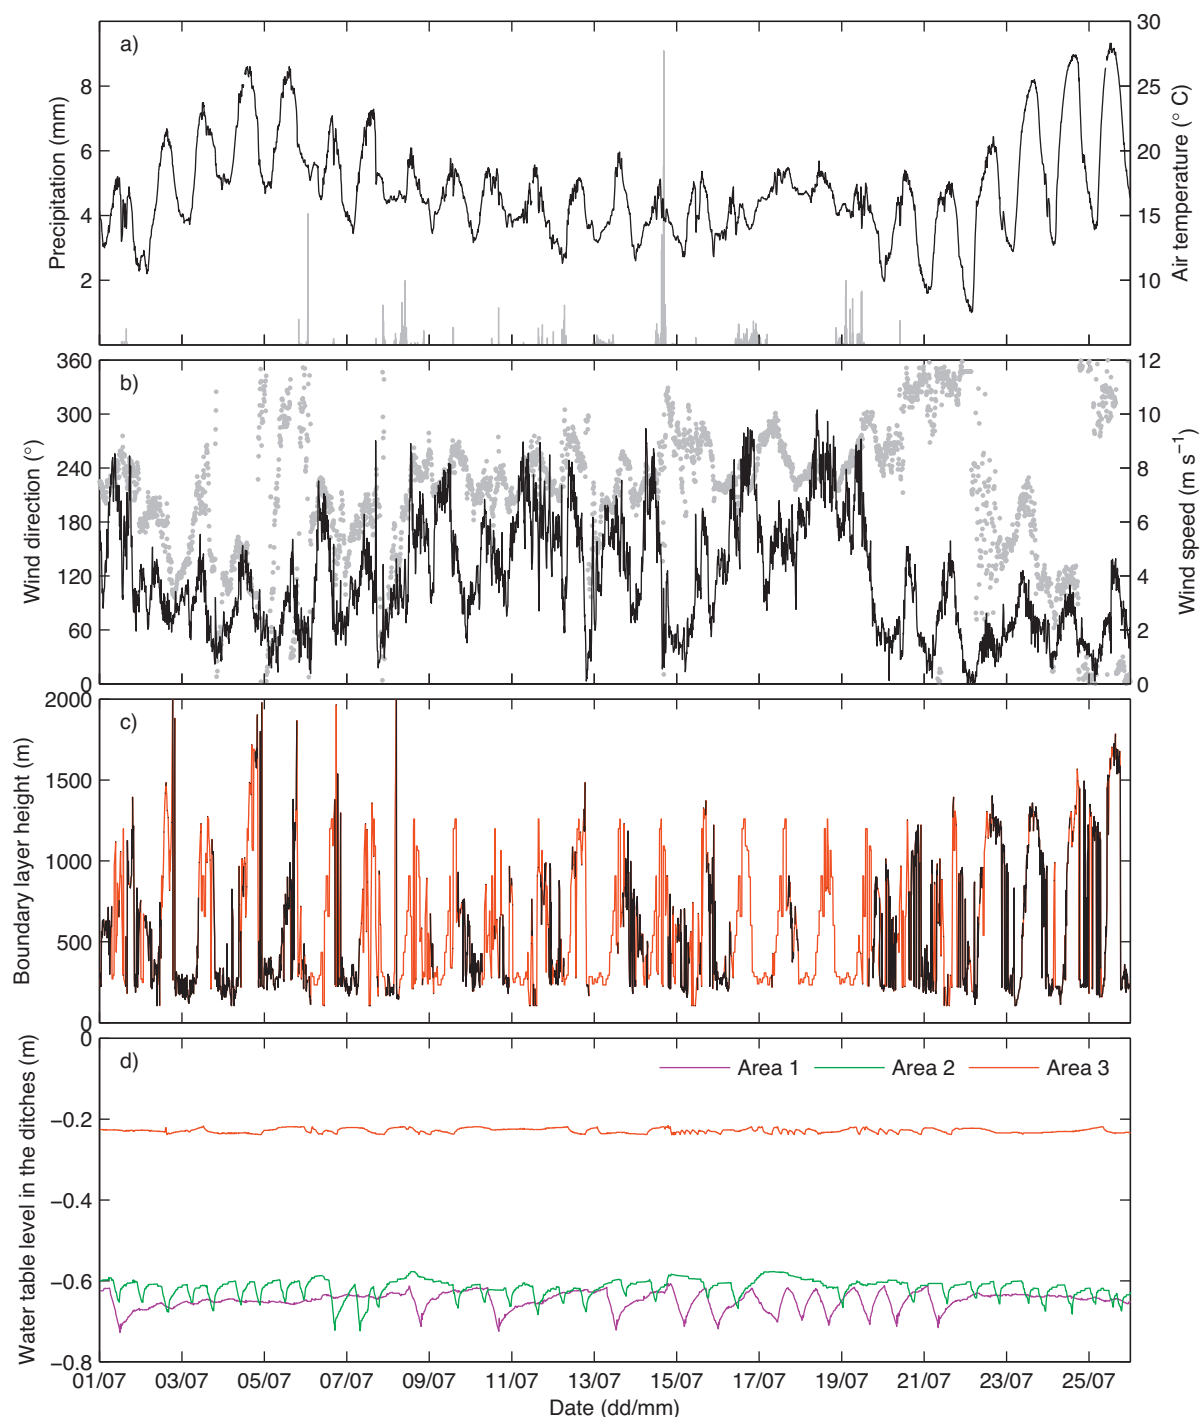 a)
Precipitation (mm)
8
6
4
2
30
25
20
15
10
Air temperature (° C)
b)
Wind direction (°)
360
300
240
180
120
60
0
12
10
8
6
4
2
0
Wind speed (m s⁻¹)
c)
Boundary layer height (m)
2000
1500
1000
500
0
d)
Water table level in the ditches (m)
0
−0.2
−0.4
−0.6
−0.8
Area 1
Area 2
Area 3
01/07 03/07 05/07 07/07 09/07 11/07 13/07 15/07 17/07 19/07 21/07 23/07 25/07
Date (dd/mm)